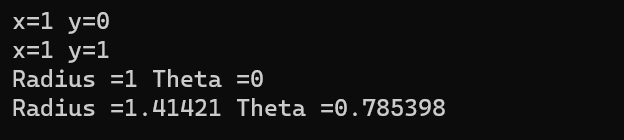 x=1 y=0
x=1 y=1
Radius =1 Theta =0
Radius =1.41421 Theta =0.785398